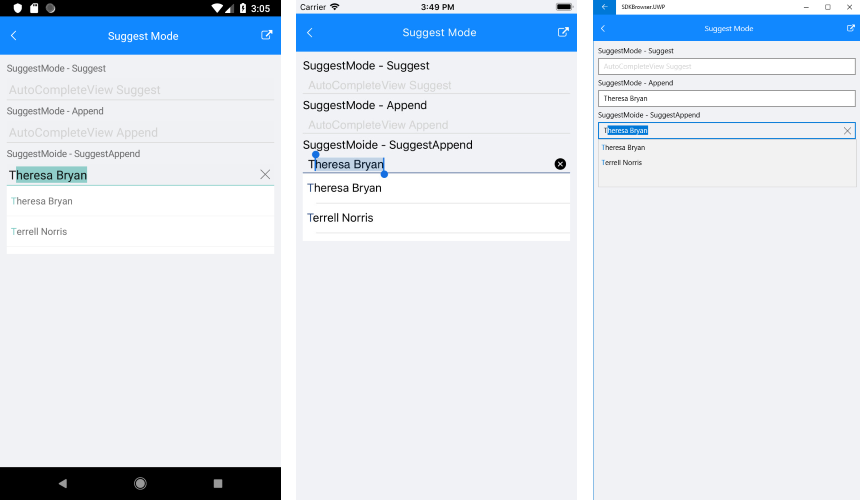 3:05
Suggest Mode
SuggestMode - Suggest
AutoCompleteView Suggest
SuggestMode - Append
AutoCompleteView Append
SuggestMoide - SuggestAppend
Theresa Bryan
Theresa Bryan
Terrell Norris
Carrier 3:49 PM
Suggest Mode
SuggestMode - Suggest
AutoCompleteView Suggest
SuggestMode - Append
AutoCompleteView Append
SuggestMoide - SuggestAppend
Theresa Bryan
Theresa Bryan
Terrell Norris
SDKBrowser.UWP
Suggest Mode
SuggestMode - Suggest
AutoCompleteView Suggest
SuggestMode - Append
Theresa Bryan
SuggestMoide - SuggestAppend
Theresa Bryan
Theresa Bryan
Terrell Norris